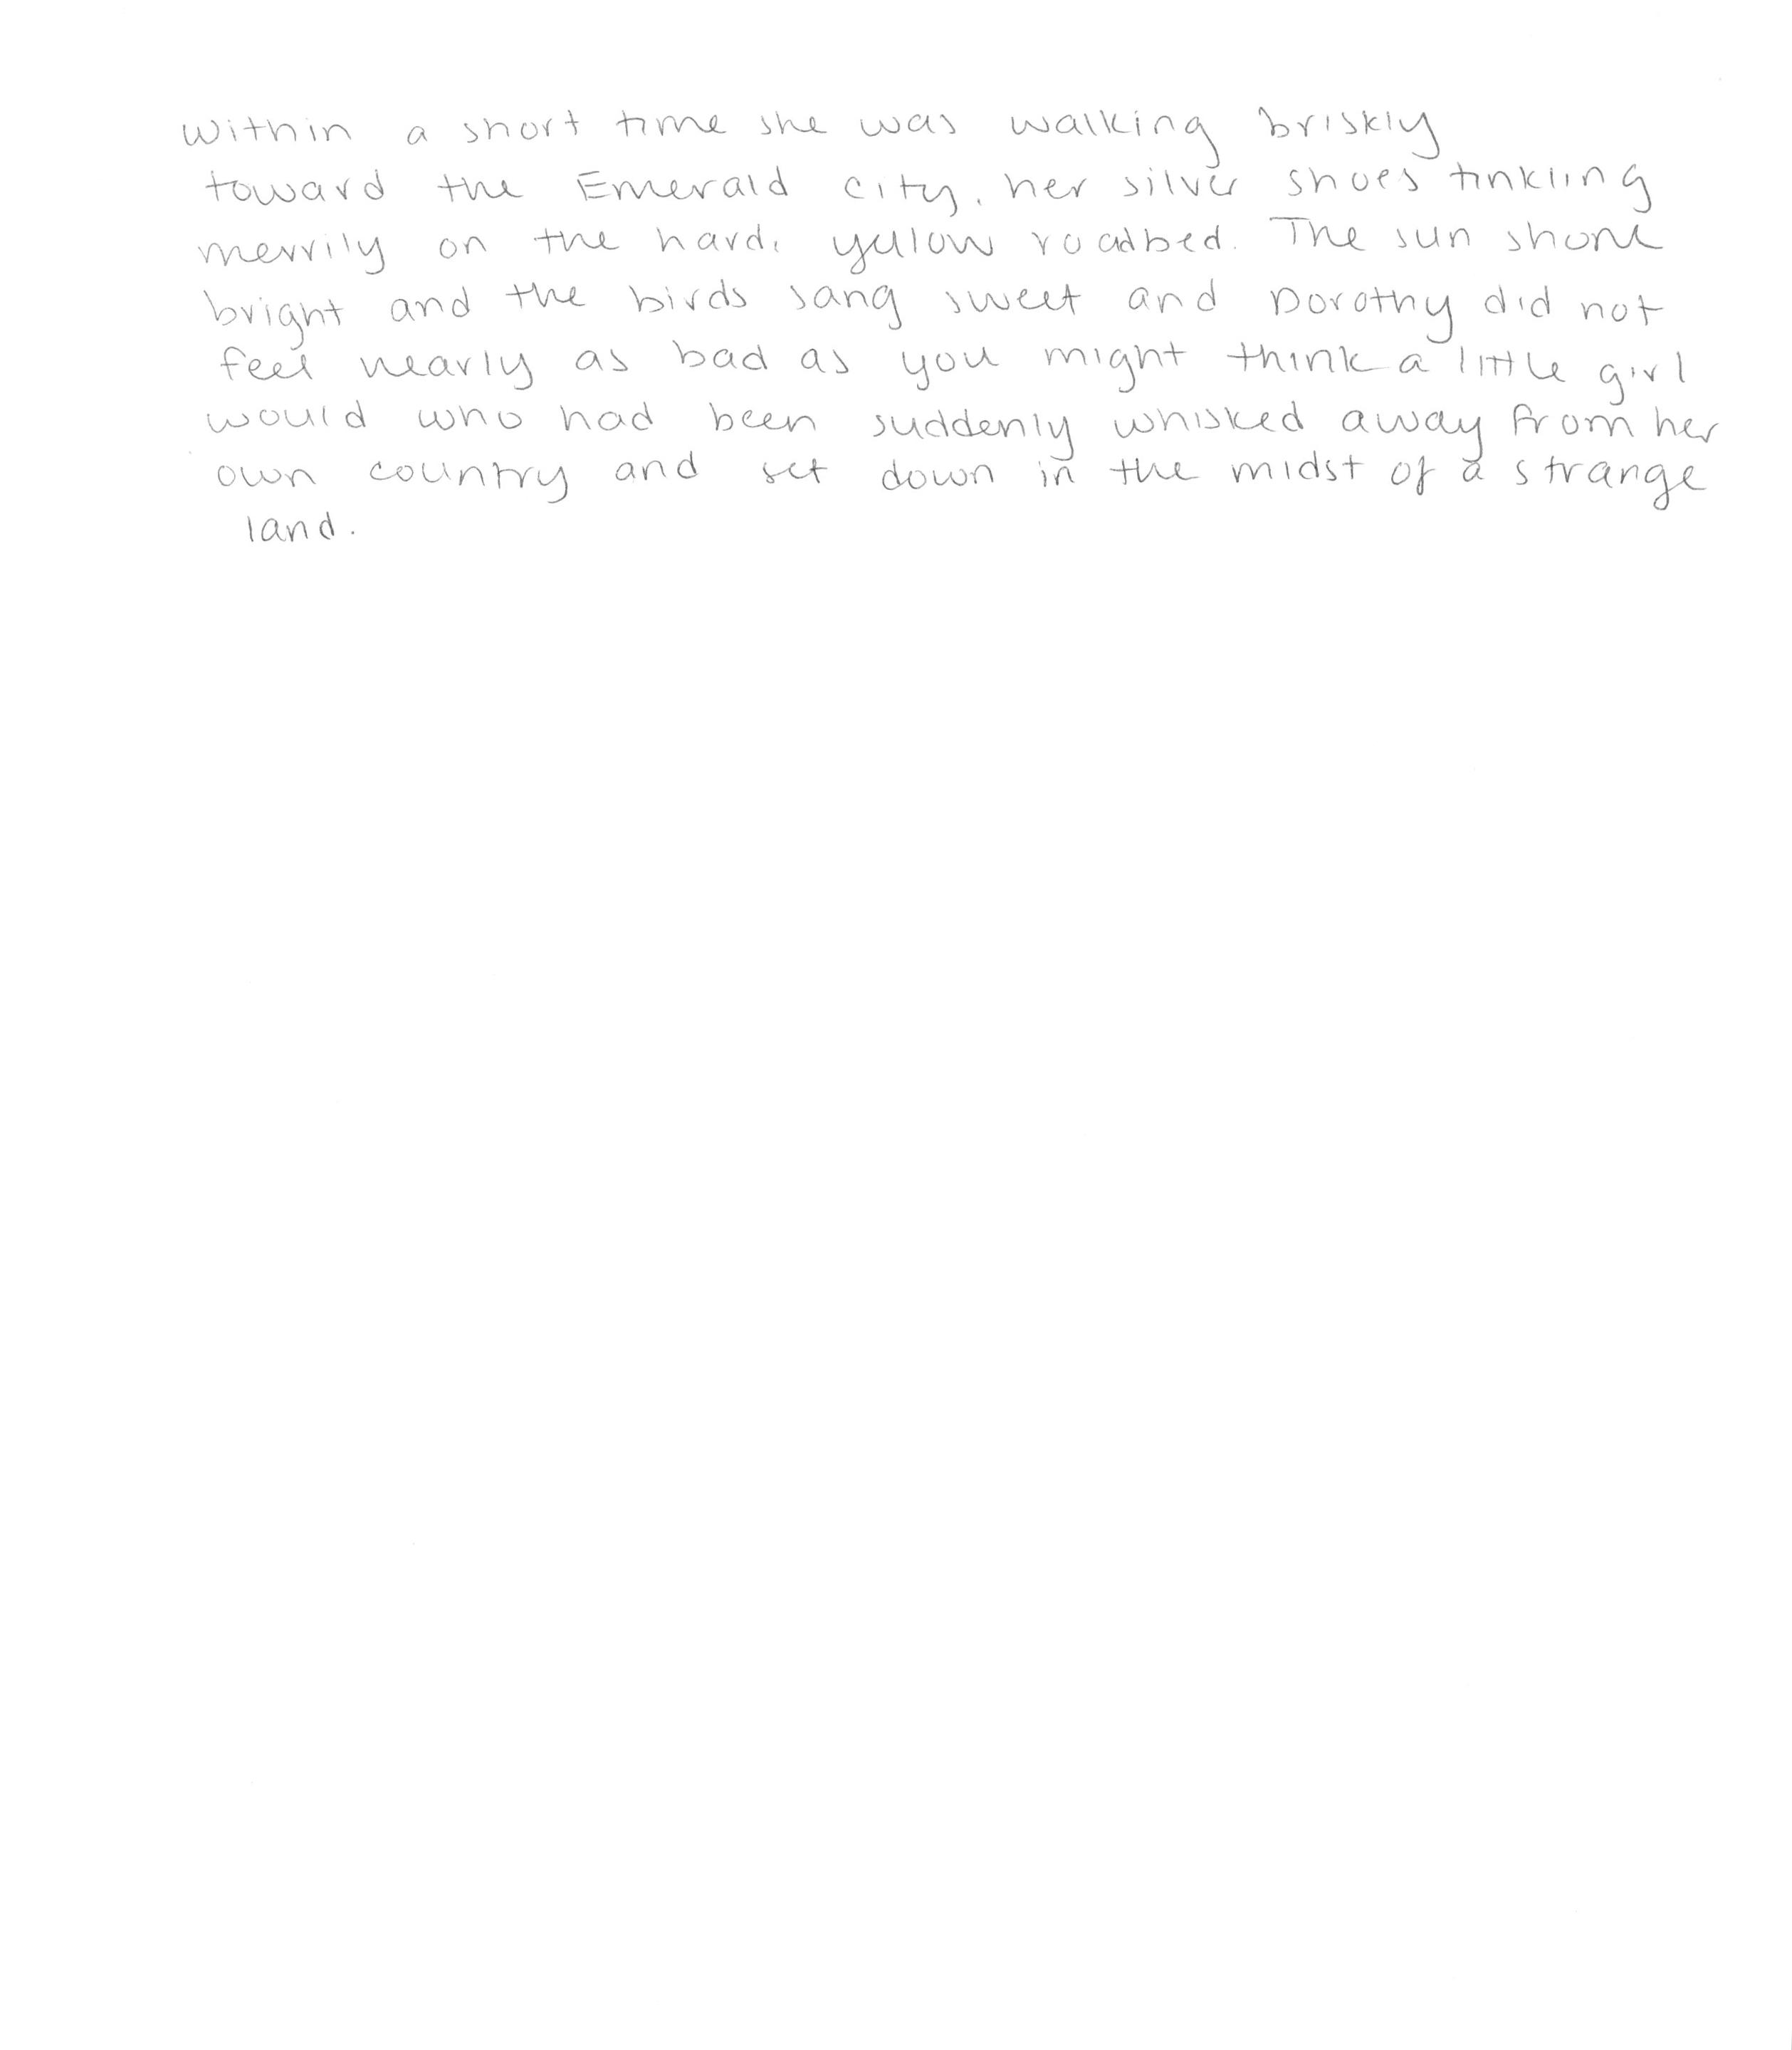 Within a short time she was walking briskly
toward the Emerald city, her silver shoes tinkling
merrily on the hard, yellow roadbed. The sun shone
bright and the birds sang sweet and Dorothy did not
feel nearly as bad as you might think a little girl
would who had been suddenly whisked away from her
own country and set down in the midst of a strange
land.